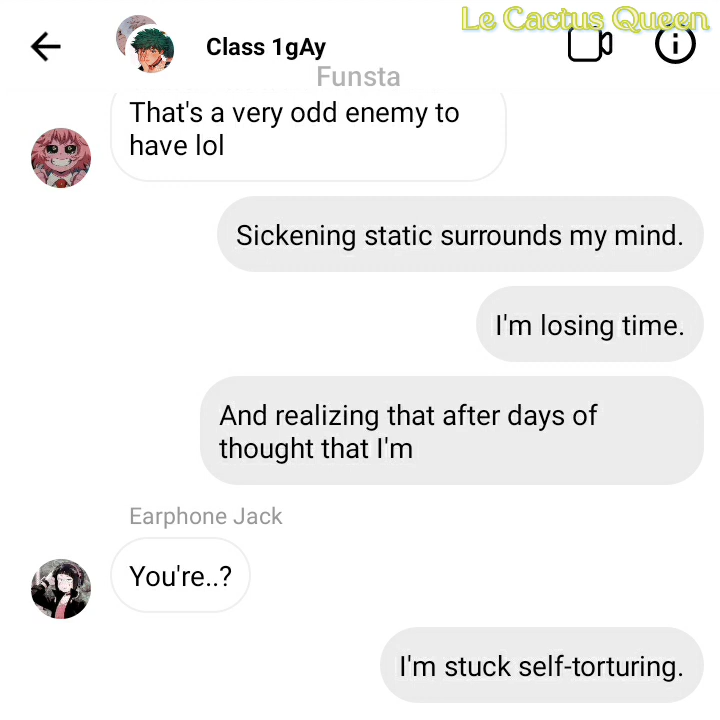 Le Cactus Queen
Class 1gAy
Funsta
That's a very odd enemy to
have lol
Sickening static surrounds my mind.
I'm losing time.
And realizing that after days of
thought that I'm
Earphone Jack
You're..?
I'm stuck self-torturing.